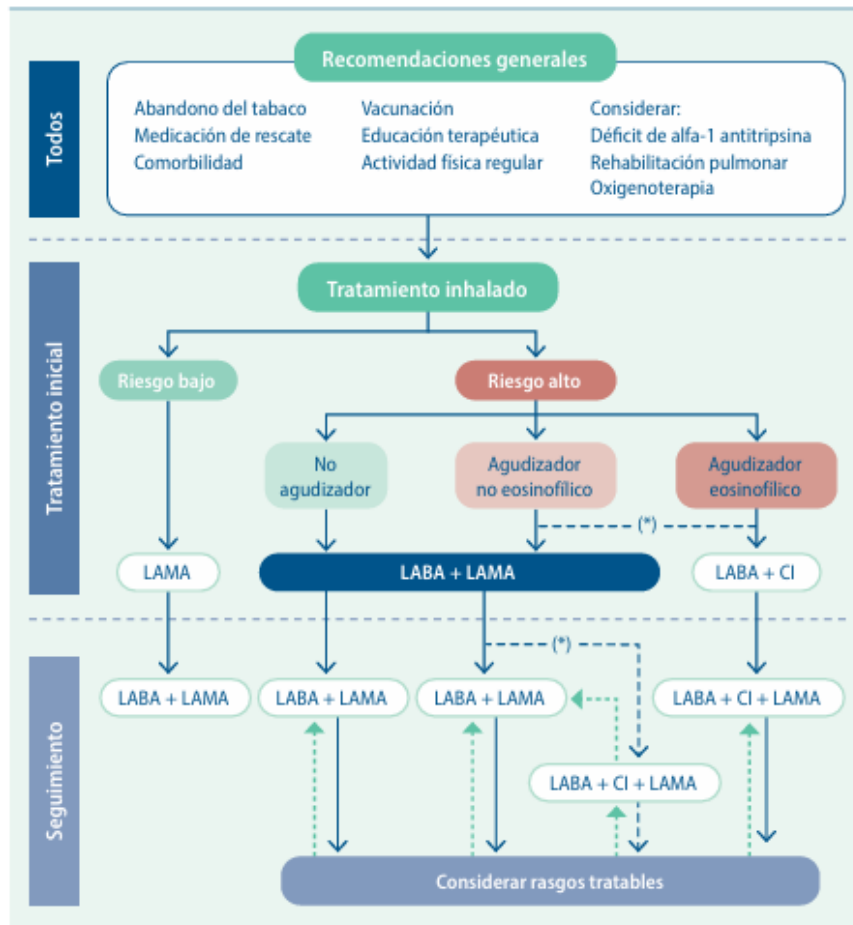 Recomendaciones generales
Todos
Abandono del tabaco
Medicación de rescate
Comorbilidad
Vacunación
Educación terapéutica
Actividad física regular
Considerar:
Déficit de alfa-1 antitripsina
Rehabilitación pulmonar
Oxigenoterapia
Tratamiento inicial
Tratamiento inhalado
Riesgo bajo
Riesgo alto
No
agudizador
Agudizador
no eosinofílico
Agudizador
eosinofílico
(*)
LAMA
LABA + LAMA
LABA + CI
Seguimiento
(*)
LABA + LAMA
LABA + LAMA
LABA + LAMA
LABA + CI + LAMA
LABA + CI + LAMA
Considerar rasgos tratables